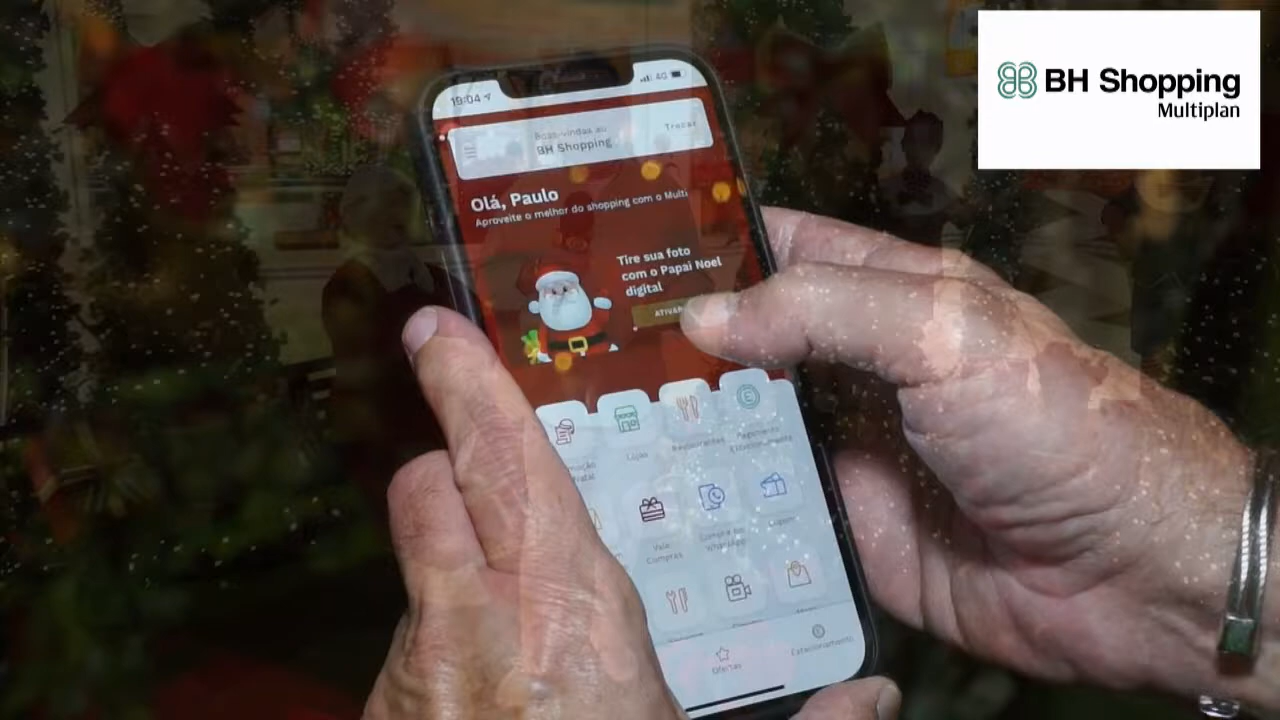 BH Shopping
Multiplan
19:04
4G
Boas-vindas ao
BH Shopping
Trocar
Olá, Paulo
Aproveite o melhor do shopping com o Multi
Tire sua foto
com o Papai Noel
digital
ATIVAR
Lojas
Restaurantes
Pagamento
Estacionamento
Natal
Vale
Compras
Compra no
WhatsApp
Ofertas
Estacionamento